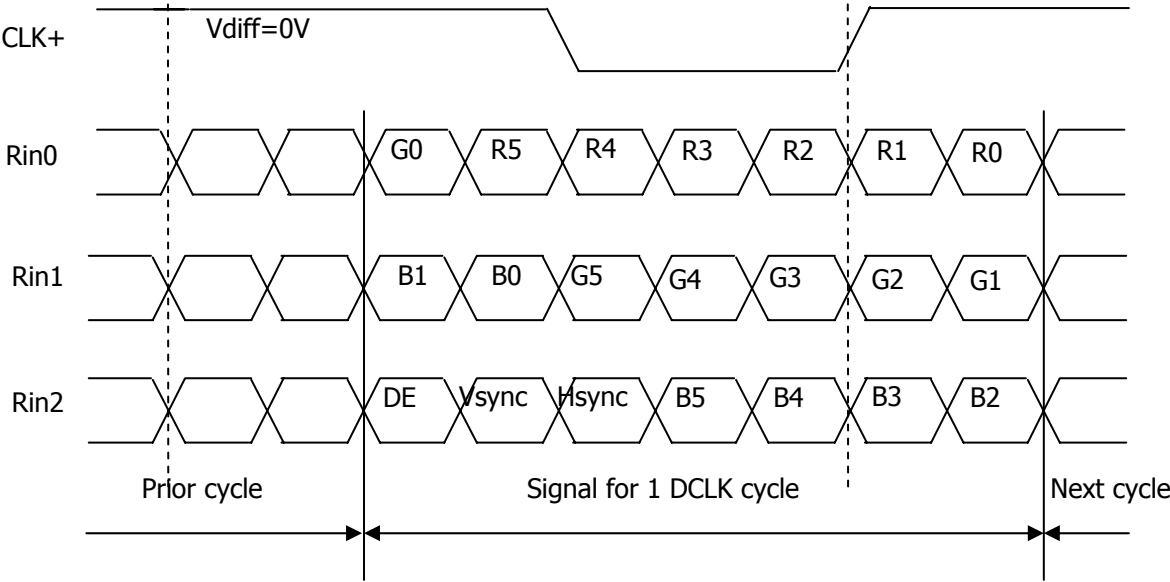 CLK+
Vdiff=0V
Rin0
G0 R5 R4 R3 R2 R1 R0
Rin1
B1 B0 G5 G4 G3 G2 G1
Rin2
DE Vsync Hsync B5 B4 B3 B2
Prior cycle
Signal for 1 DCLK cycle
Next cycle